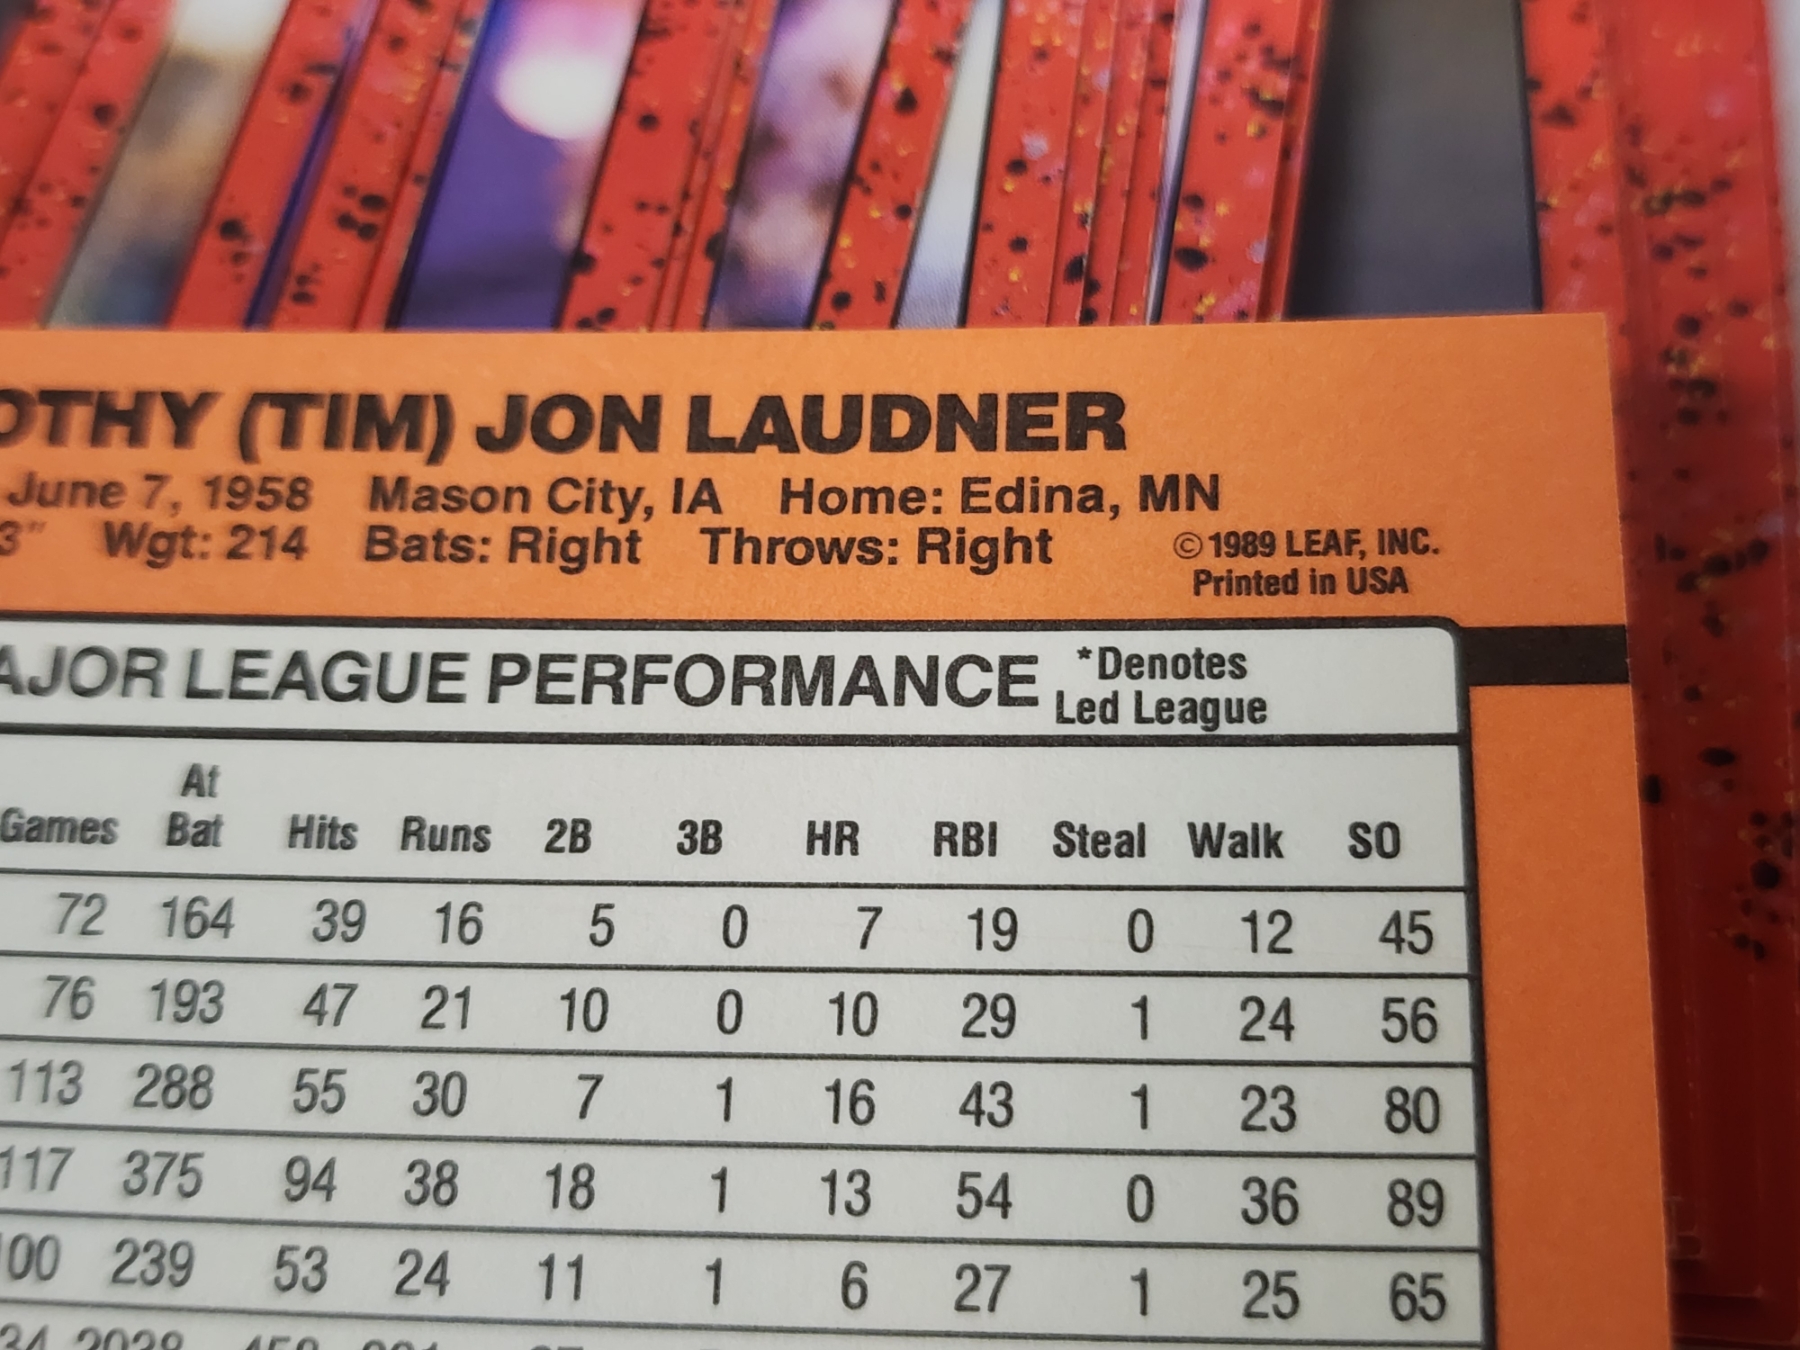 OTHY (TIM) JON LAUDNER
June 7, 1958 Mason City, IA Home: Edina, MN
3" Wgt: 214 Bats: Right Throws: Right
©1989 LEAF, INC.
Printed in USA
AJOR LEAGUE PERFORMANCE *Denotes
Led League
Games At Bat Hits Runs 2B 3B HR RBI Steal Walk SO
72 164 39 16 5 0 7 19 0 12 45
76 193 47 21 10 0 10 29 1 24 56
113 288 55 30 7 1 16 43 1 23 80
117 375 94 38 18 1 13 54 0 36 89
00 239 53 24 11 1 6 27 1 25 65